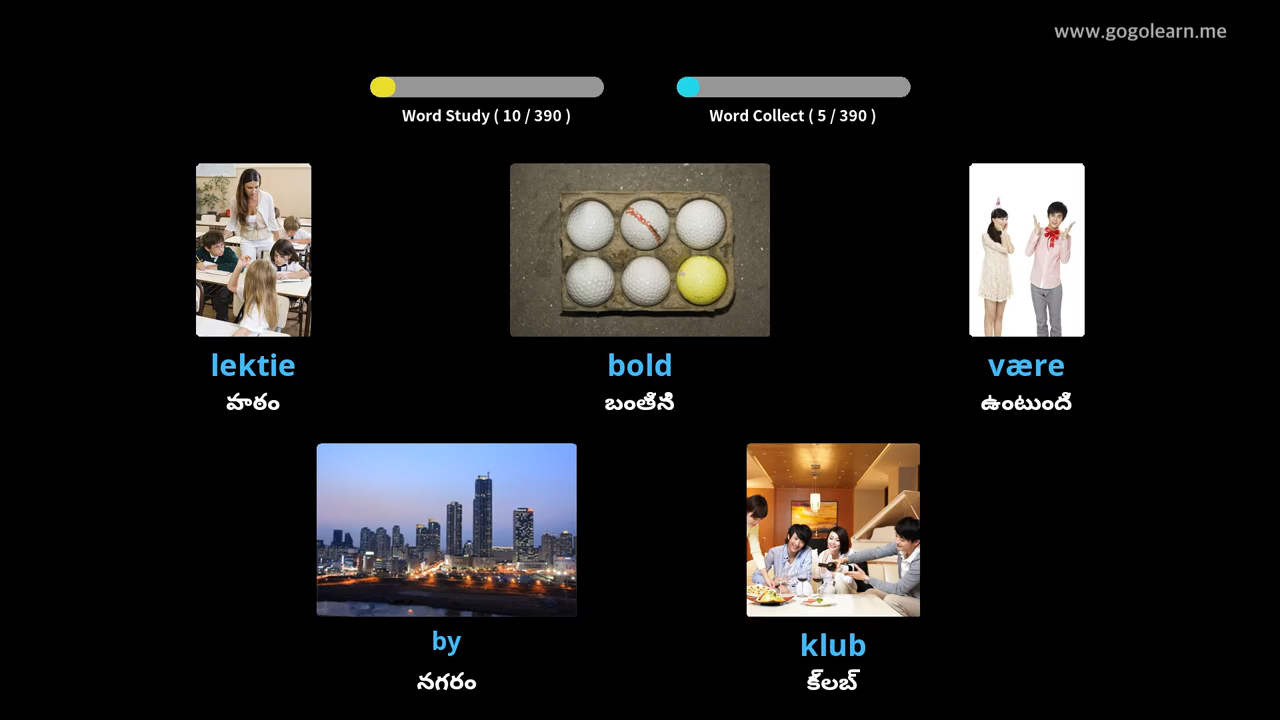 www.gogolearn.me
Word Study ( 10 / 390 )
Word Collect ( 5 / 390 )
lektie
bold
være
పాఠం
బంతిని
ఉంటుంది
by
klub
నగరం
క్‌లబ్